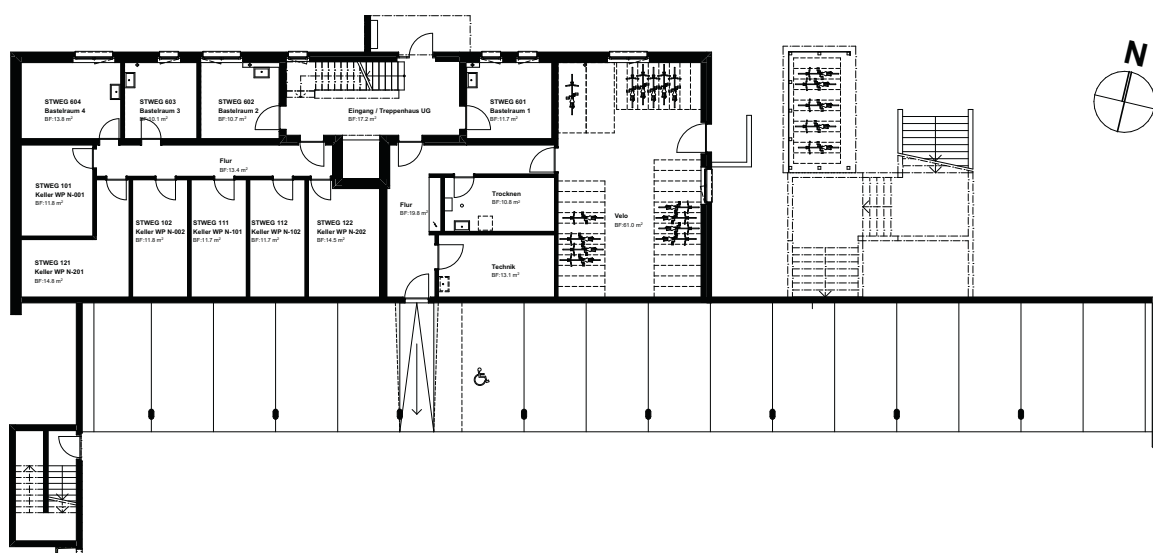 N
STWEG 604
Bastelraum 4
BF:13.8 m²
STWEG 603
Bastelraum 3
BF:10.1 m²
STWEG 602
Bastelraum 2
BF:10.7 m²
Eingang / Treppenhaus UG
BF:17.2 m²
STWEG 601
Bastelraum 1
BF:11.7 m²
Flur
BF:13.4 m²
STWEG 101
Keller WP N-001
BF:11.8 m²
STWEG 121
Keller WP N-201
BF:14.8 m²
STWEG 102
Keller WP N-002
BF:11.8 m²
STWEG 111
Keller WP N-101
BF:11.7 m²
STWEG 112
Keller WP N-102
BF:11.7 m²
STWEG 122
Keller WP N-202
BF:14.5 m²
Flur
BF:19.8 m²
Trocknen
BF:10.8 m²
Technik
BF:13.1 m²
Velo
BF:61.0 m²